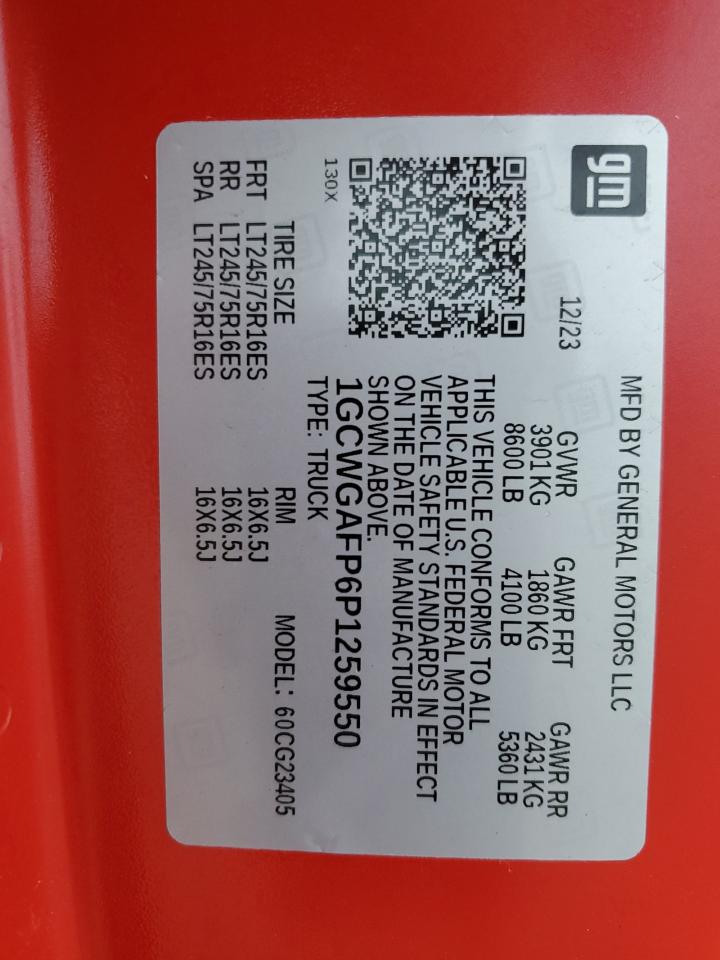 gm
MFD BY GENERAL MOTORS LLC
12/23 GVWR GAWR FRT GAWR RR
3901 KG 1860 KG 2431 KG
8600 LB 4100 LB 5360 LB
THIS VEHICLE CONFORMS TO ALL
APPLICABLE U.S. FEDERAL MOTOR
VEHICLE SAFETY STANDARDS IN EFFECT
ON THE DATE OF MANUFACTURE
SHOWN ABOVE.
1GCWGAFP6P1259550
130X
TYPE: TRUCK
TIRE SIZE RIM MODEL: 60CG23405
FRT LT245/75R16ES 16X6.5J
RR LT245/75R16ES 16X6.5J
SPA LT245/75R16ES 16X6.5J